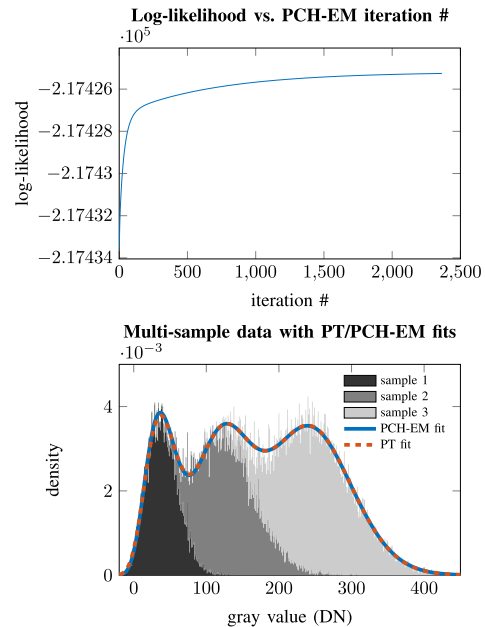 Log-likelihood vs. PCH-EM iteration #
·10⁵
−2.17426
−2.17428
−2.1743
−2.17432
−2.17434
log-likelihood
0 500 1,000 1,500 2,000 2,500
iteration #
Multi-sample data with PT/PCH-EM fits
·10⁻³
sample 1
sample 2
sample 3
PCH-EM fit
PT fit
4
2
0
density
0 100 200 300 400
gray value (DN)